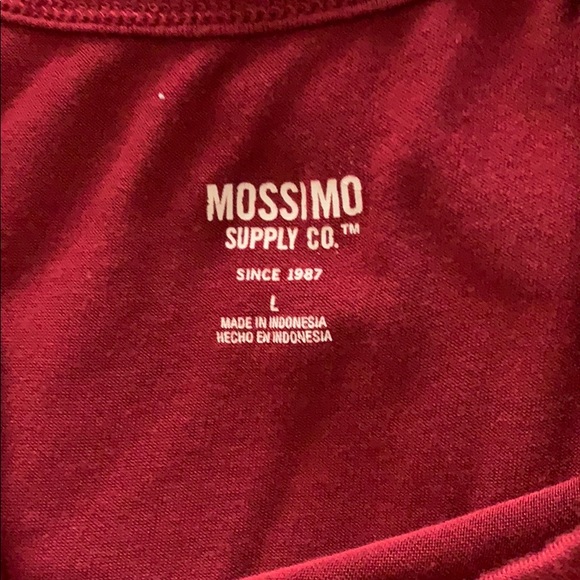 MOSSIMO
SUPPLY CO.™
SINCE 1987
L
MADE IN INDONESIA
HECHO EN INDONESIA